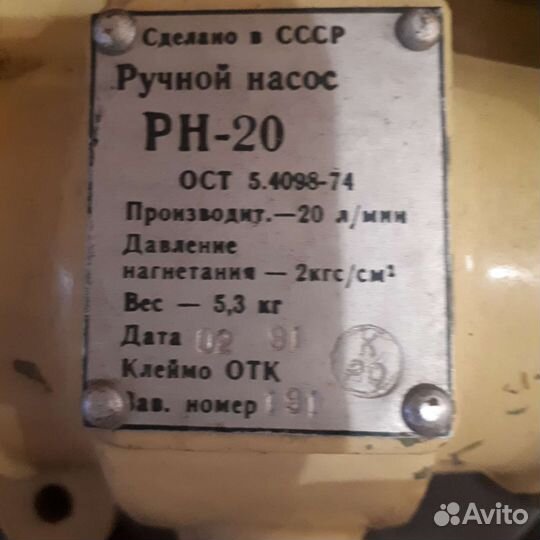 Сделано в СССР
Ручной насос
РН-20
ОСТ 5.4098-74
Производит.—20 л/мин
Давление
нагнетания — 2кгс/см²
Вес — 5,3 кг
Дата 02 91
Клеймо ОТК
Зав. номер 191
Avito